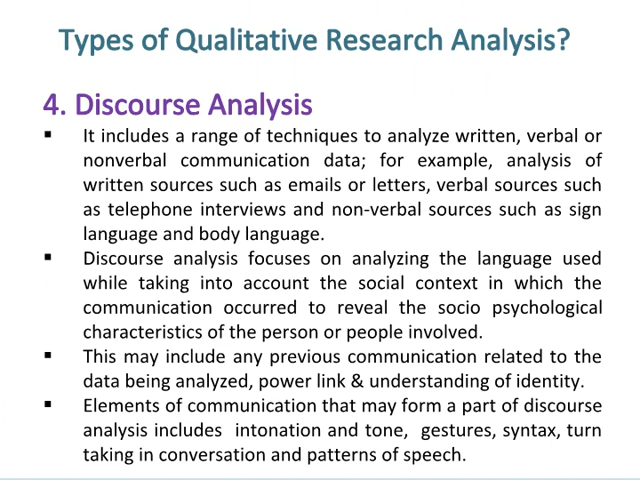 Types of Qualitative Research Analysis?
4. Discourse Analysis
▪ It includes a range of techniques to analyze written, verbal or
nonverbal communication data; for example, analysis of
written sources such as emails or letters, verbal sources such
as telephone interviews and non-verbal sources such as sign
language and body language.
▪ Discourse analysis focuses on analyzing the language used
while taking into account the social context in which the
communication occurred to reveal the socio psychological
characteristics of the person or people involved.
▪ This may include any previous communication related to the
data being analyzed, power link & understanding of identity.
▪ Elements of communication that may form a part of discourse
analysis includes intonation and tone, gestures, syntax, turn
taking in conversation and patterns of speech.